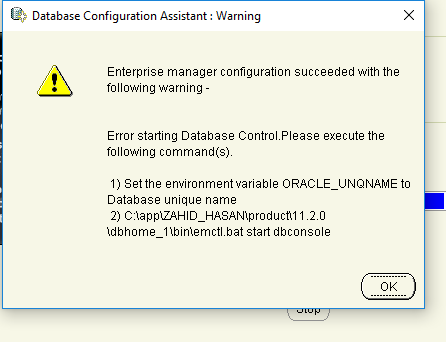 Database Configuration Assistant : Warning
Enterprise manager configuration succeeded with the
following warning -
Error starting Database Control.Please execute the
following command(s).
1) Set the environment variable ORACLE_UNQNAME to
Database unique name
2) C:\app\ZAHID_HASAN\product\11.2.0
\dbhome_1\bin\emctl.bat start dbconsole
OK
Stop